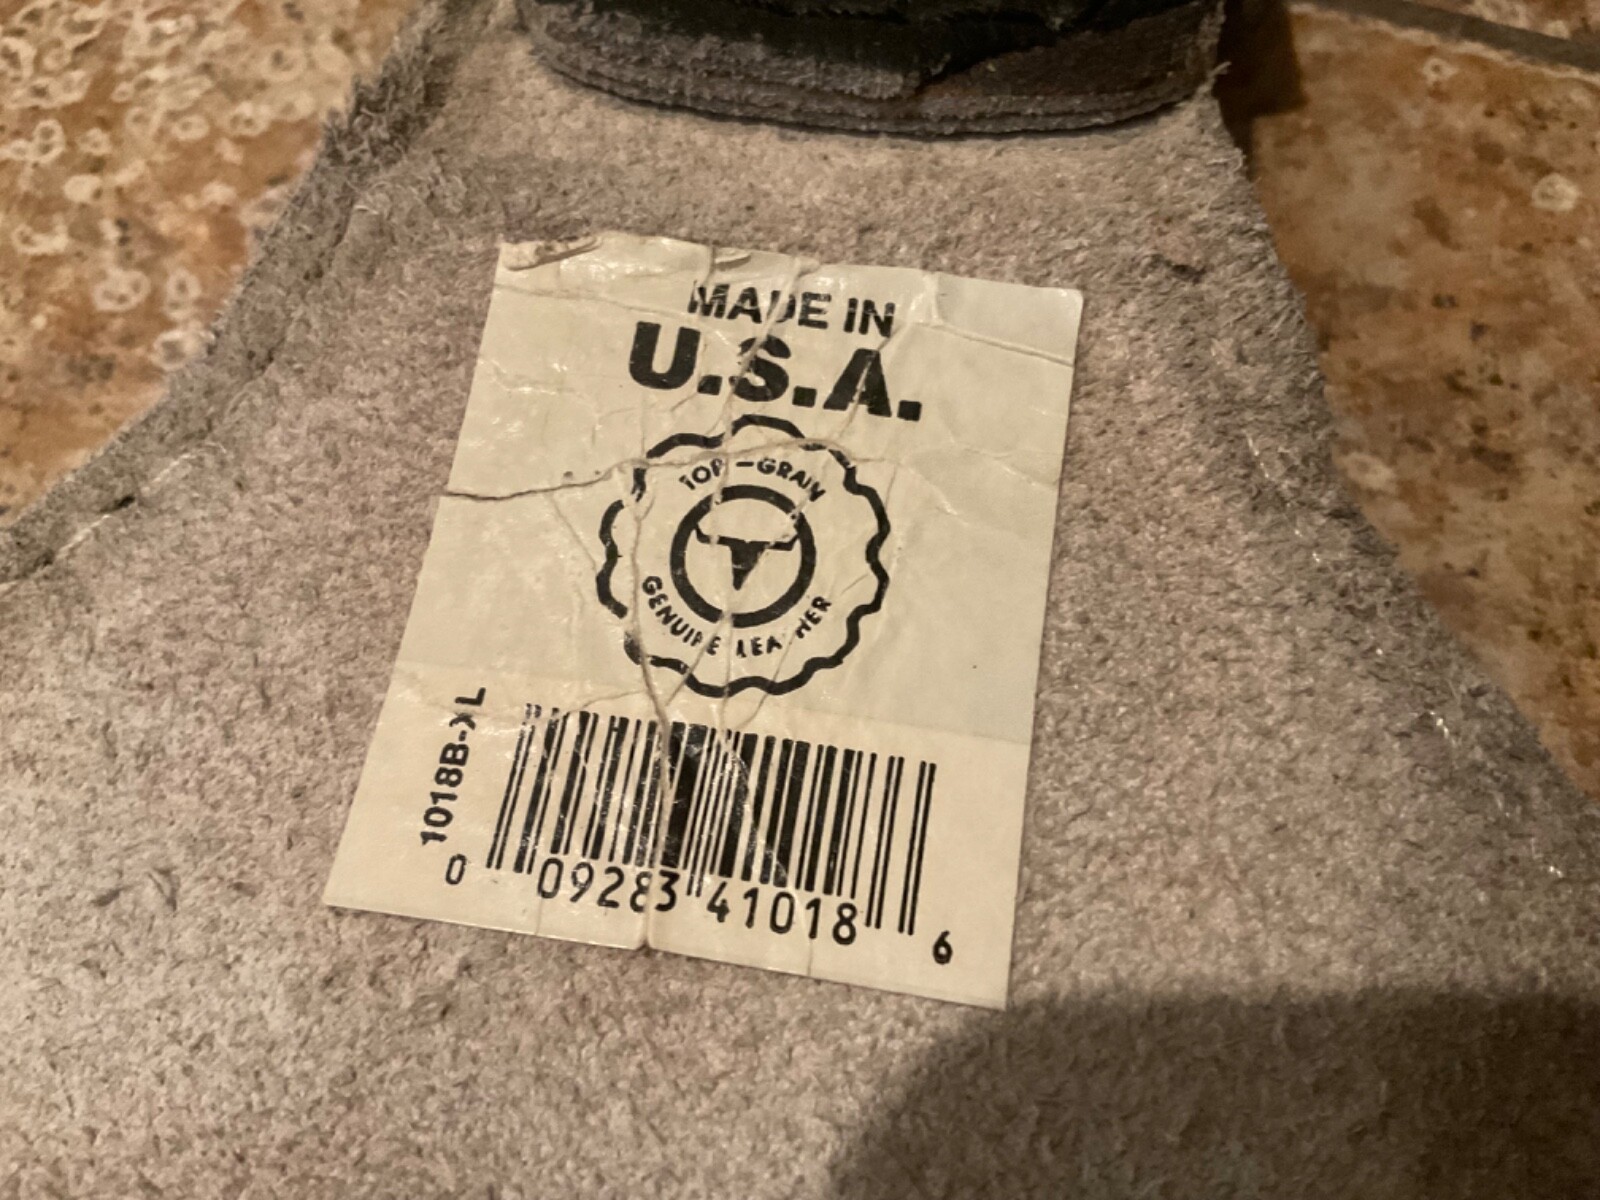 MADE IN
U.S.A.
TOP-GRAIN
GENUINE LEATHER
1018B-XL
0 09283 41018 6